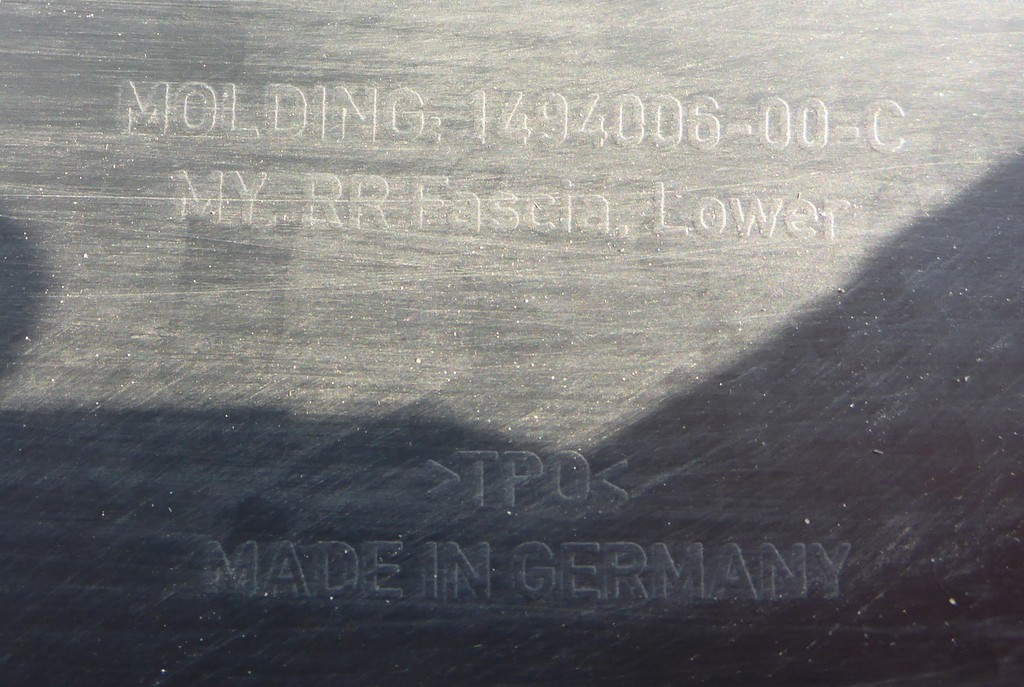 MOLDING: 1494006-00-C
MY, RR Fascia, Lower
>TPO<
MADE IN GERMANY